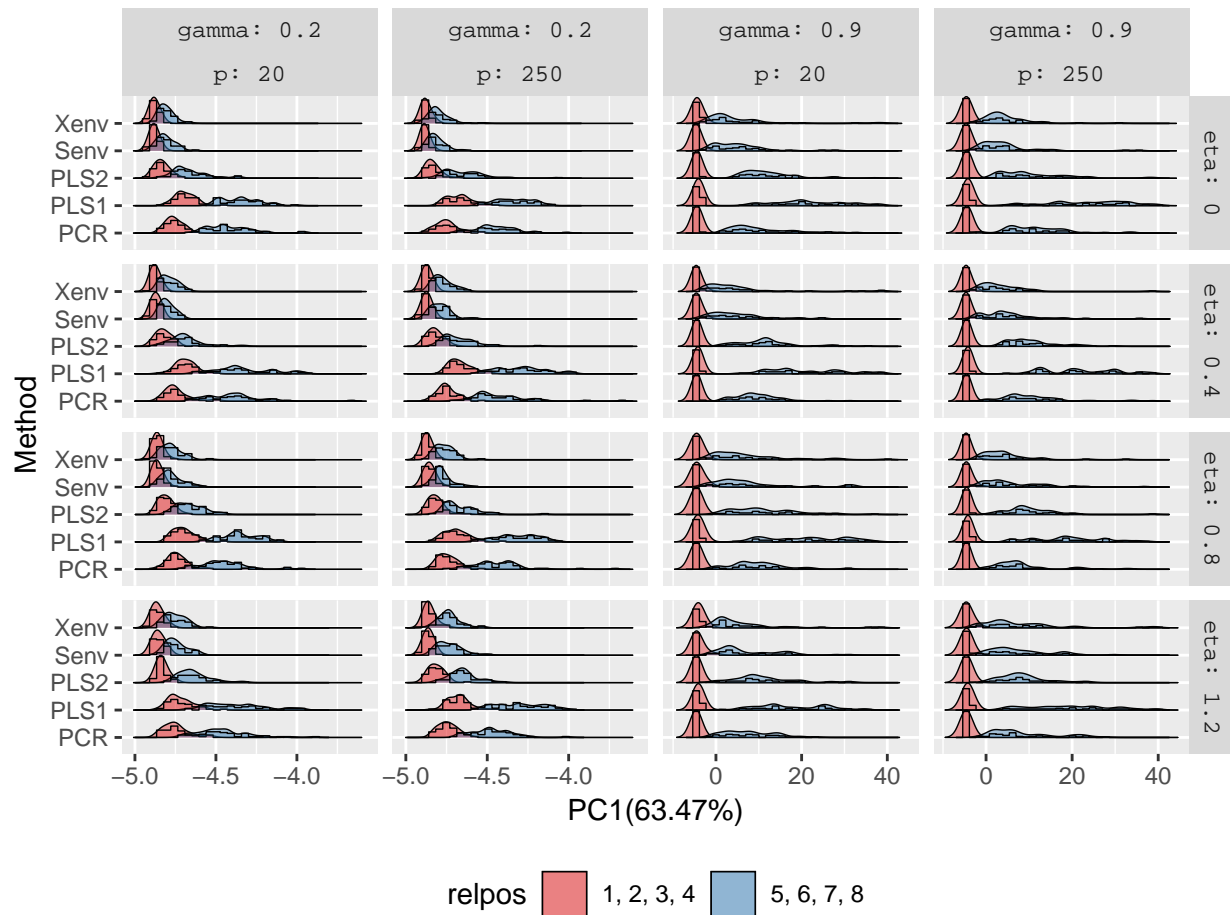 gamma: 0.2 gamma: 0.2 gamma: 0.9 gamma: 0.9
p: 20 p: 250 p: 20 p: 250
Xenv
Senv
PLS2
PLS1
PCR
eta: 0
Xenv
Senv
PLS2
PLS1
PCR
eta: 0.4
Xenv
Senv
PLS2
PLS1
PCR
eta: 0.8
Xenv
Senv
PLS2
PLS1
PCR
eta: 1.2
Method
−5.0 −4.5 −4.0 −5.0 −4.5 −4.0 0 20 40 0 20 40
PC1(63.47%)
relpos 1, 2, 3, 4 5, 6, 7, 8